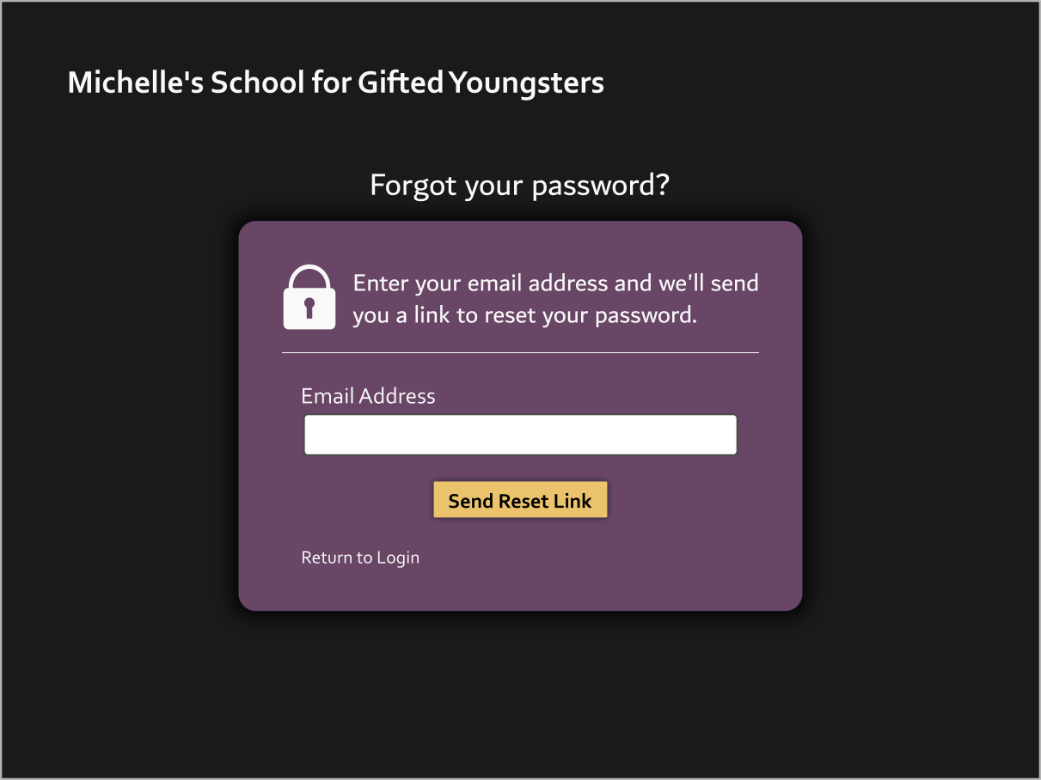 Michelle's School for Gifted Youngsters
Forgot your password?
Enter your email address and we'll send
you a link to reset your password.
Email Address
Send Reset Link
Return to Login